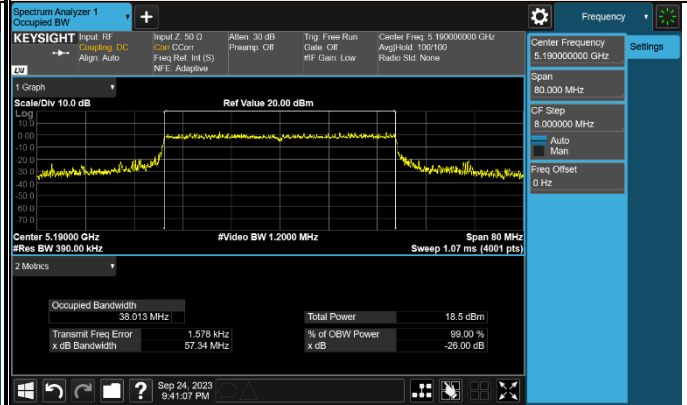 Spectrum Analyzer 1
Occupied BW
+
Frequency
KEYSIGHT
Input: RF
Coupling: DC
Align: Auto
Input Z: 50 Ω
Corr CCorr
Freq Ref: Int (S)
NFE: Adaptive
Atten: 30 dB
Preamp: Off
Trig: Free Run
Gate: Off
#IF Gain: Low
Center Freq: 5.190000000 GHz
Avg|Hold: 100/100
Radio Std: None
LXI
Center Frequency
5.190000000 GHz
Settings
Span
80.000 MHz
CF Step
8.000000 MHz
Auto
Man
Freq Offset
0 Hz
1 Graph
Scale/Div 10.0 dB
Ref Value 20.00 dBm
Log
10.0
0.00
-10.0
-20.0
-30.0
-40.0
-50.0
-60.0
-70.0
Center 5.19000 GHz
#Video BW 1.2000 MHz
Span 80 MHz
#Res BW 390.00 kHz
Sweep 1.07 ms (4001 pts)
2 Metrics
Occupied Bandwidth
38.013 MHz
Total Power 18.5 dBm
Transmit Freq Error 1.578 kHz
% of OBW Power 99.00 %
x dB Bandwidth 57.34 MHz
x dB -26.00 dB
?
Sep 24, 2023
9:41:07 PM